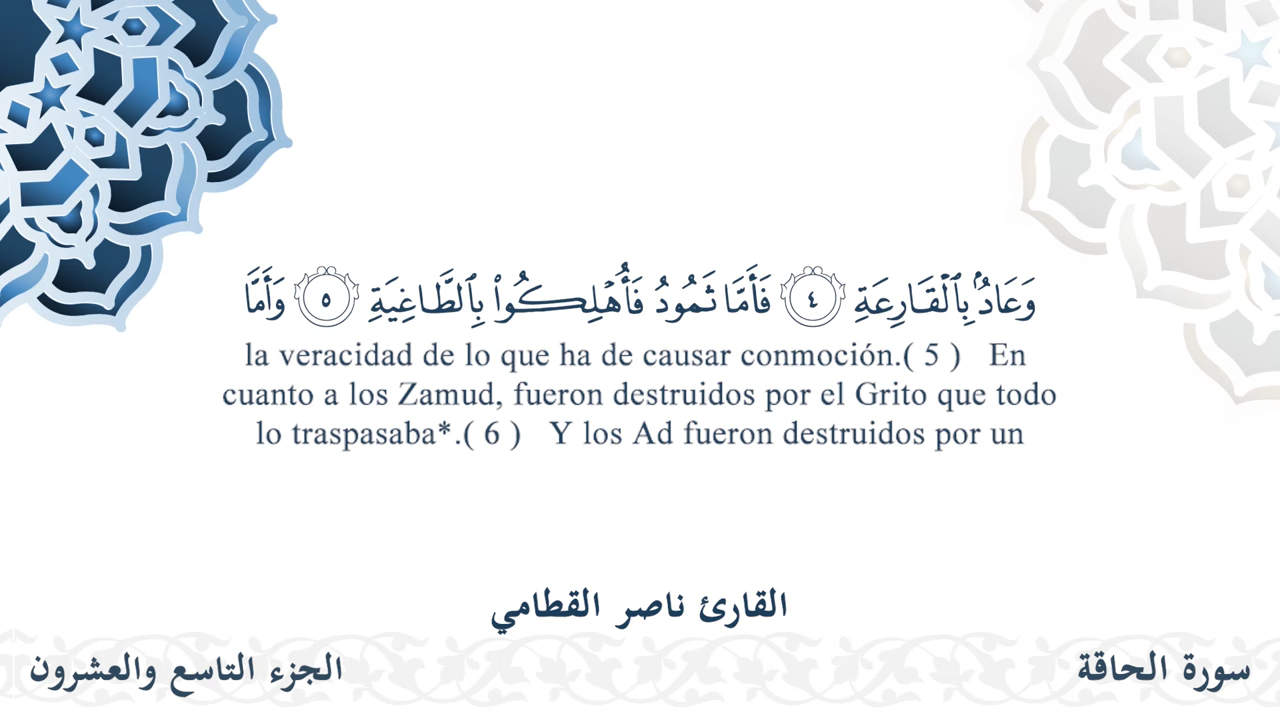 وَعَادُۢ بِٱلۡقَارِعَةِ ٤ فَأَمَّا ثَمُودُ فَأُهۡلِكُواْ بِٱلطَّاغِيَةِ ٥ وَأَمَّا
la veracidad de lo que ha de causar conmoción.( 5 ) En
cuanto a los Zamud, fueron destruidos por el Grito que todo
lo traspasaba*.( 6 ) Y los Ad fueron destruidos por un
القارئ ناصر القطامي
سورة الحاقة
الجزء التاسع والعشرون